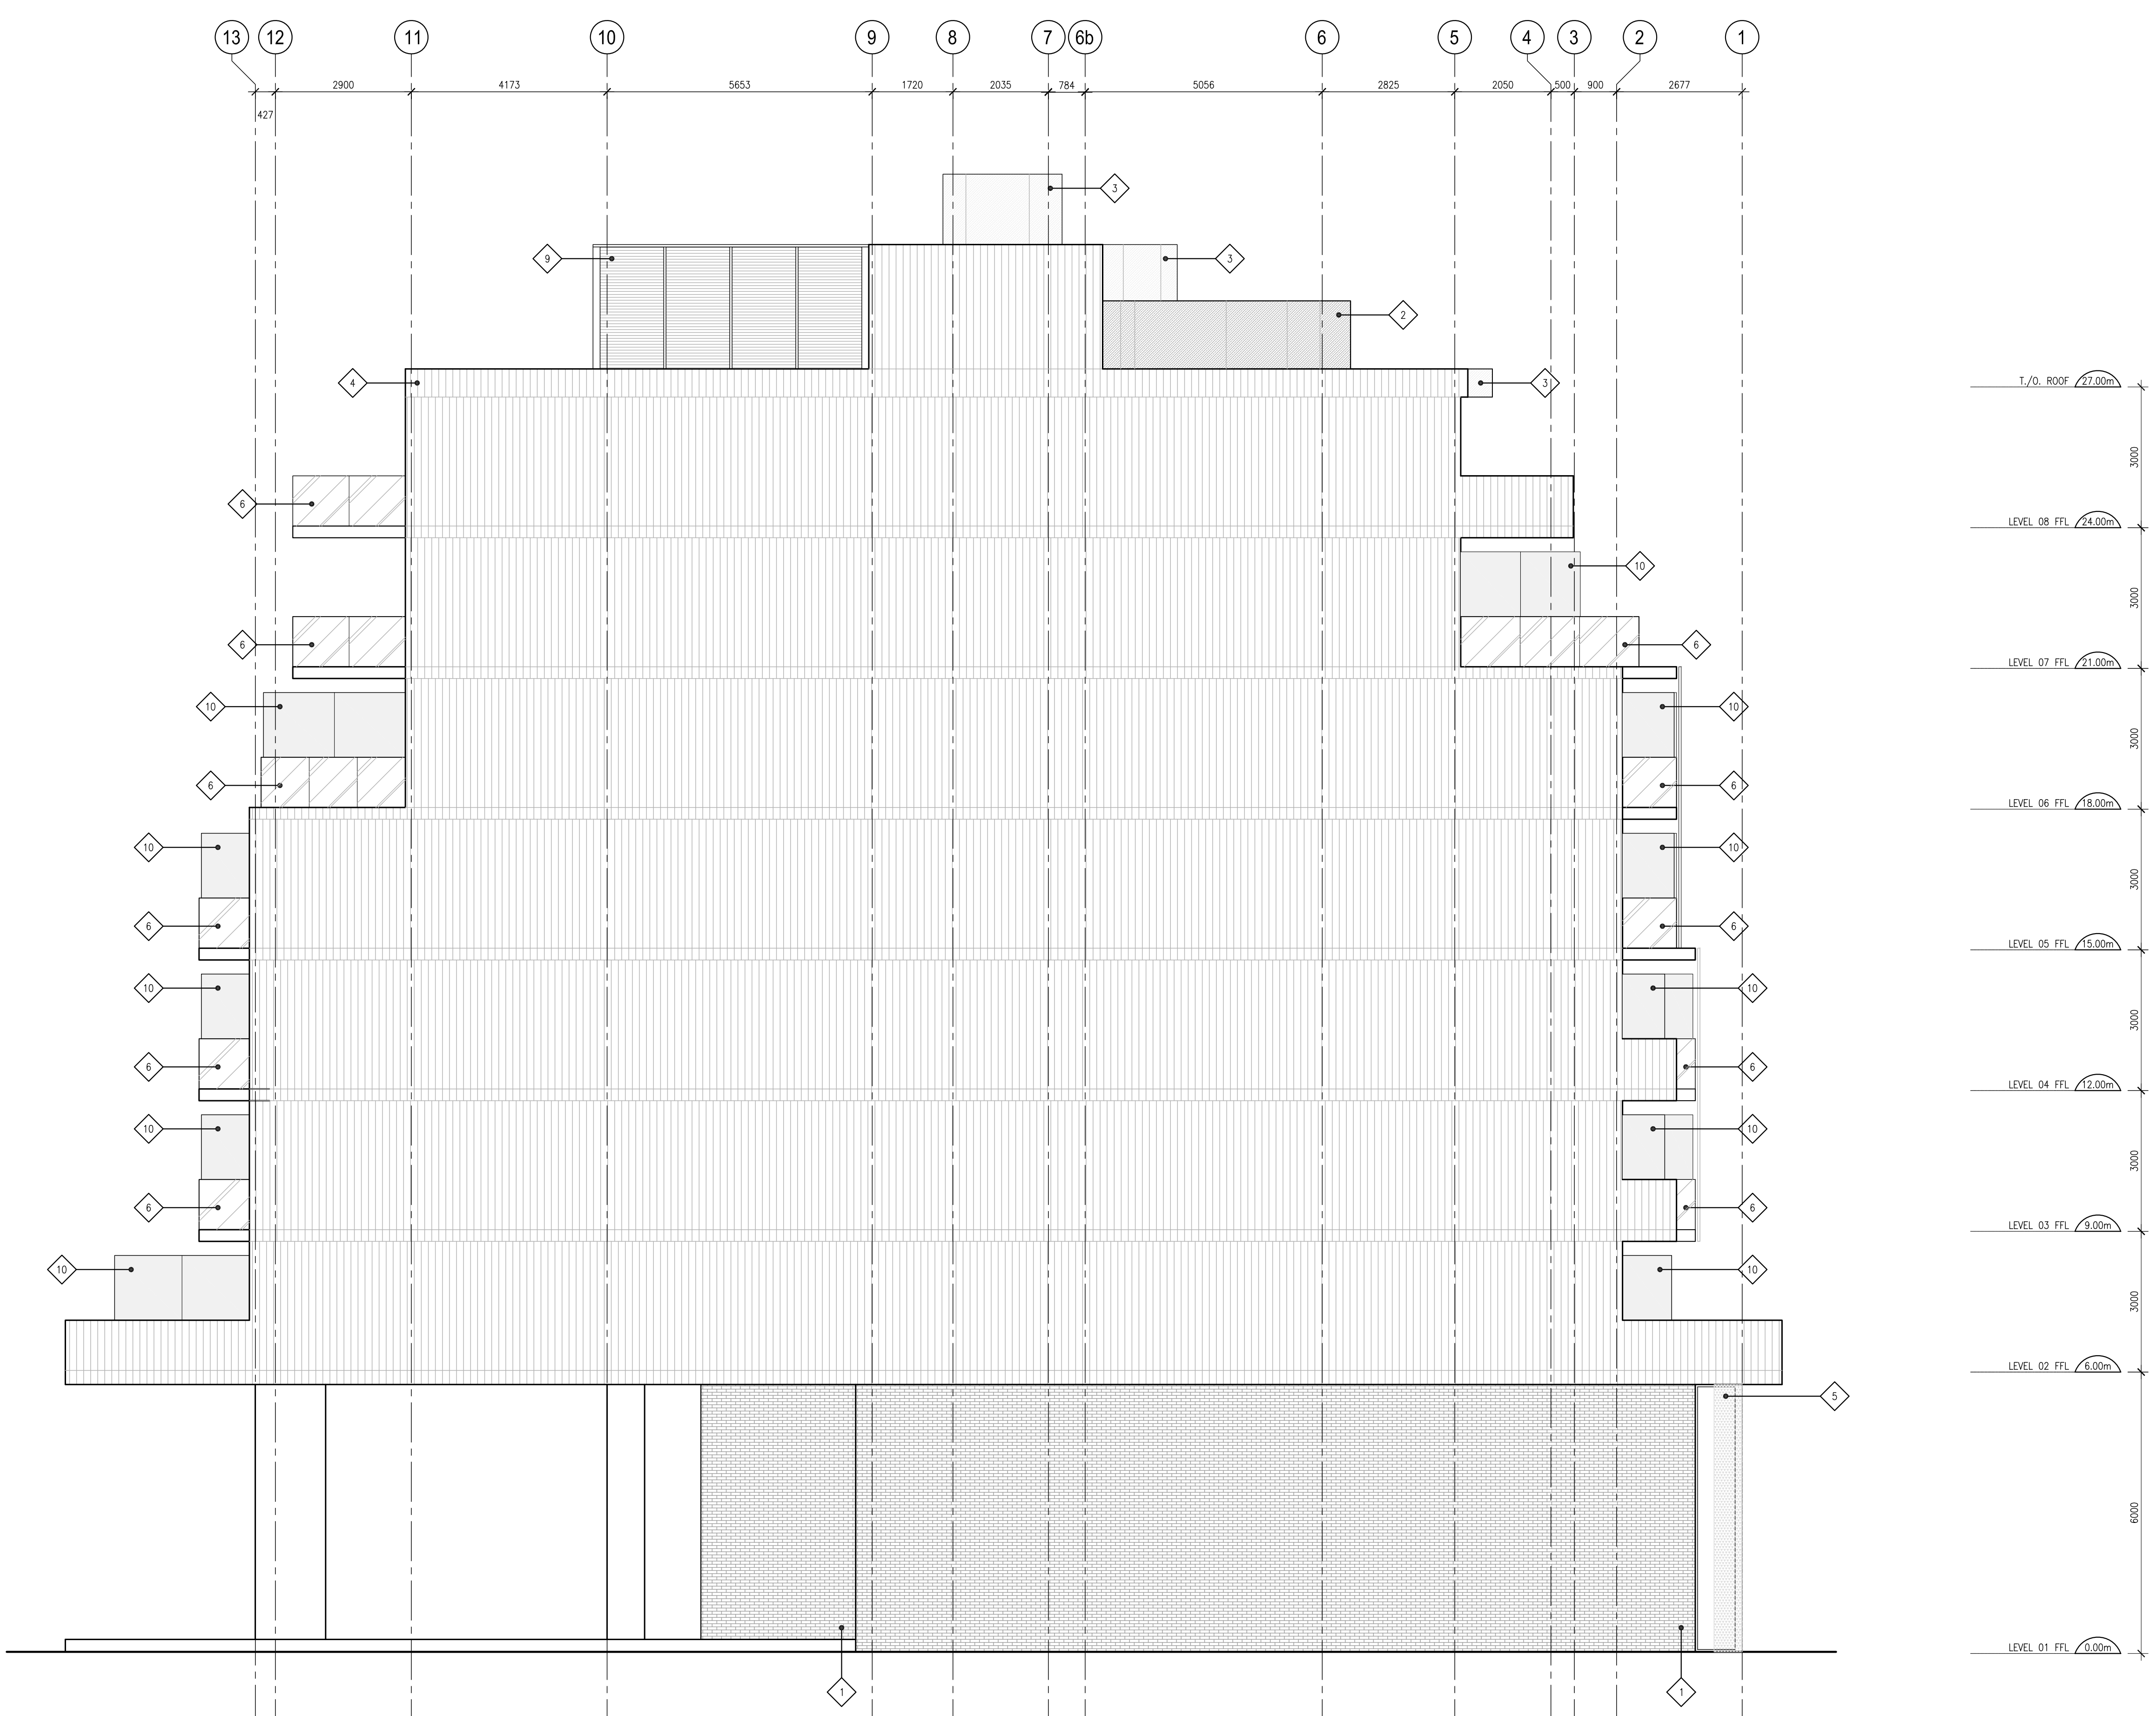 13 12 11 10 9 8 7 6b 6 5 4 3 2 1
2900 4173 5653 1720 2035 784 5056 2825 2050 500 900 2677
427
3
9 3
2
4 3
T./O. ROOF 27.00m
3000
6
LEVEL 08 FFL 24.00m
10
3000
6 6
LEVEL 07 FFL 21.00m
10 10
3000
6 6
LEVEL 06 FFL 18.00m
10 10
3000
6 6
LEVEL 05 FFL 15.00m
10 10
3000
6 6
LEVEL 04 FFL 12.00m
10 10
3000
6 6
LEVEL 03 FFL 9.00m
10 10
3000
LEVEL 02 FFL 6.00m
5
6000
LEVEL 01 FFL 0.00m
1 1